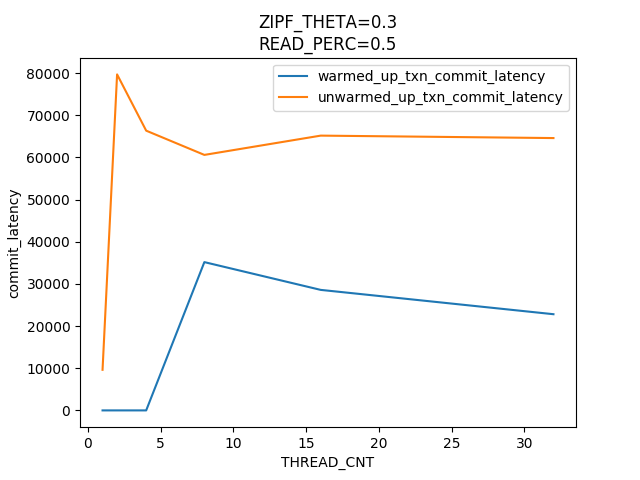 ZIPF_THETA=0.3
READ_PERC=0.5
warmed_up_txn_commit_latency
unwarmed_up_txn_commit_latency
80000
70000
60000
50000
40000
30000
20000
10000
0
commit_latency
0 5 10 15 20 25 30
THREAD_CNT